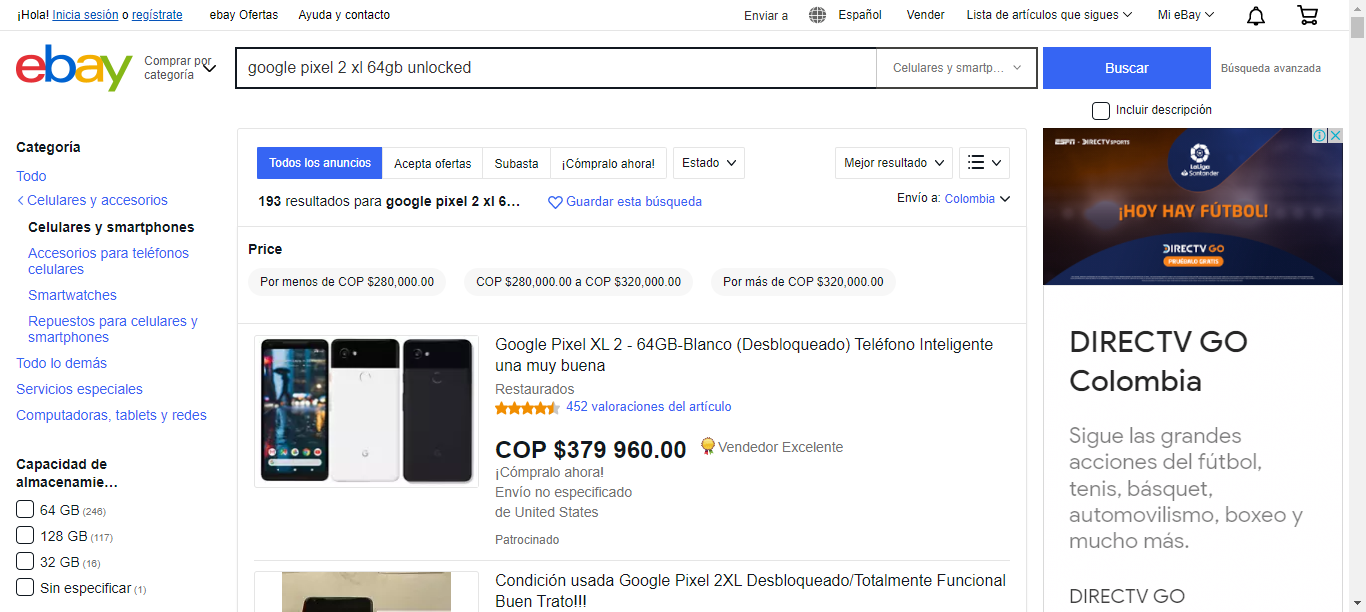 ¡Hola! Inicia sesión o regístrate
ebay Ofertas
Ayuda y contacto
Enviar a
Español
Vender
Lista de artículos que sigues
Mi eBay
ebay
Comprar por
categoría
google pixel 2 xl 64gb unlocked
Celulares y smartp...
Buscar
Búsqueda avanzada
Incluir descripción
Categoría
Todo
Celulares y accesorios
Celulares y smartphones
Accesorios para teléfonos
celulares
Smartwatches
Repuestos para celulares y
smartphones
Todo lo demás
Servicios especiales
Computadoras, tablets y redes
Capacidad de
almacenamie...
64 GB (246)
128 GB (117)
32 GB (16)
Sin especificar (1)
Todos los anuncios
Acepta ofertas
Subasta
¡Cómpralo ahora!
Estado
Mejor resultado
193 resultados para google pixel 2 xl 6...
Guardar esta búsqueda
Envío a: Colombia
Price
Por menos de COP $280,000.00
COP $280,000.00 a COP $320,000.00
Por más de COP $320,000.00
Google Pixel XL 2 - 64GB-Blanco (Desbloqueado) Teléfono Inteligente
una muy buena
Restaurados
452 valoraciones del artículo
COP $379 960.00
Vendedor Excelente
¡Cómpralo ahora!
Envío no especificado
de United States
Patrocinado
Condición usada Google Pixel 2XL Desbloqueado/Totalmente Funcional
Buen Trato!!!
ESPN - DIRECTV SPORTS
LaLiga
Santander
¡HOY HAY FÚTBOL!
DIRECTV GO
PRUÉBALO GRATIS
DIRECTV GO
Colombia
Sigue las grandes
acciones del fútbol,
tenis, básquet,
automovilismo, boxeo y
mucho más.
DIRECTV GO